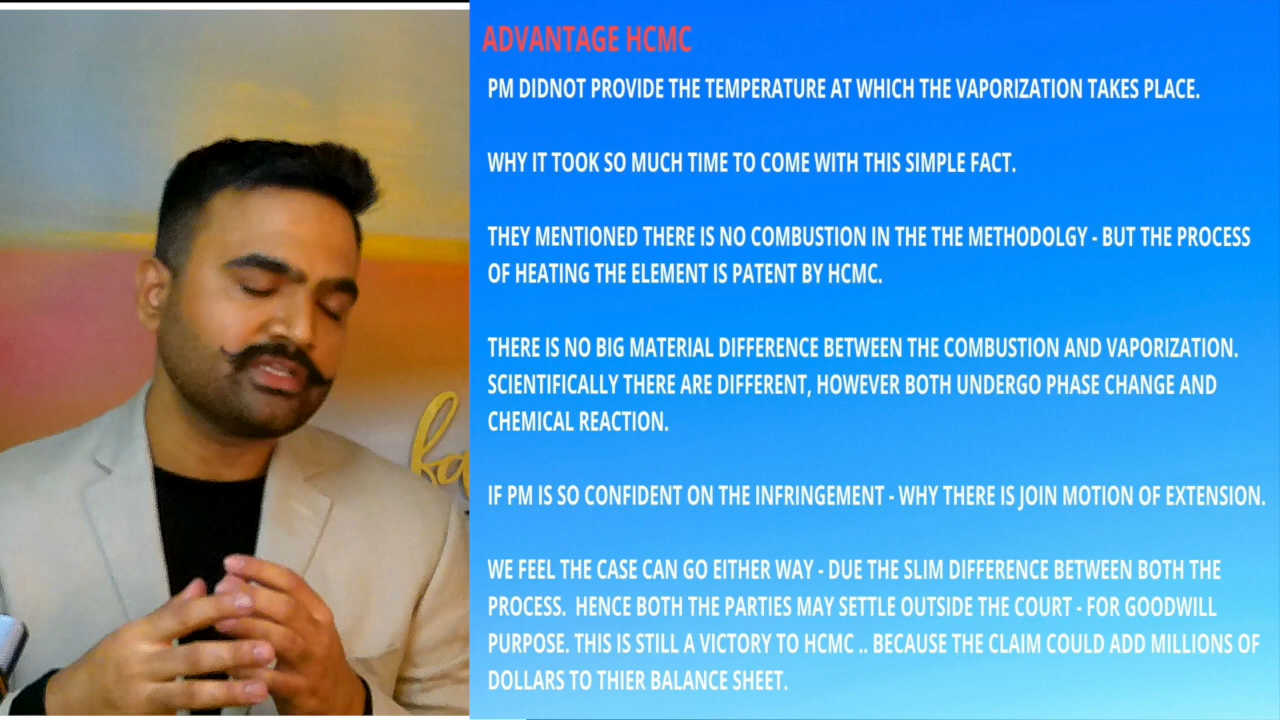 ADVANTAGE HCMC
PM DIDNOT PROVIDE THE TEMPERATURE AT WHICH THE VAPORIZATION TAKES PLACE.
WHY IT TOOK SO MUCH TIME TO COME WITH THIS SIMPLE FACT.
THEY MENTIONED THERE IS NO COMBUSTION IN THE THE METHODOLGY - BUT THE PROCESS
OF HEATING THE ELEMENT IS PATENT BY HCMC.
THERE IS NO BIG MATERIAL DIFFERENCE BETWEEN THE COMBUSTION AND VAPORIZATION.
SCIENTIFICALLY THERE ARE DIFFERENT, HOWEVER BOTH UNDERGO PHASE CHANGE AND
CHEMICAL REACTION.
IF PM IS SO CONFIDENT ON THE INFRINGEMENT - WHY THERE IS JOIN MOTION OF EXTENSION.
WE FEEL THE CASE CAN GO EITHER WAY - DUE THE SLIM DIFFERENCE BETWEEN BOTH THE
PROCESS. HENCE BOTH THE PARTIES MAY SETTLE OUTSIDE THE COURT - FOR GOODWILL
PURPOSE. THIS IS STILL A VICTORY TO HCMC .. BECAUSE THE CLAIM COULD ADD MILLIONS OF
DOLLARS TO THIER BALANCE SHEET.